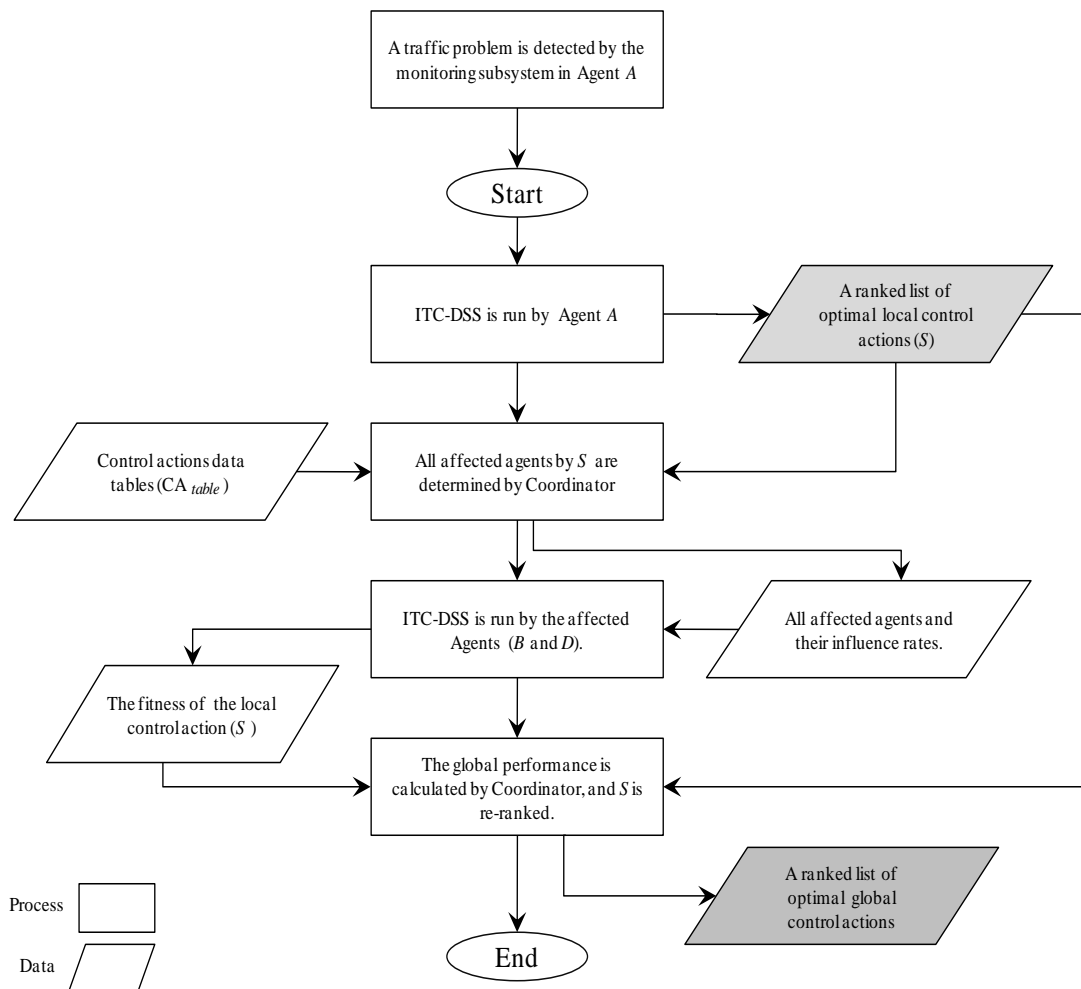 A traffic problem is detected by the
monitoring subsystem in Agent A
Start
ITC-DSS is run by Agent A
A ranked list of
optimal local control
actions (S)
Control actions data
tables (CA table)
All affected agents by S are
determined by Coordinator
ITC-DSS is run by the affected
Agents (B and D).
All affected agents and
their influence rates.
The fitness of the local
control action (S )
The global performance is
calculated by Coordinator, and S is
re-ranked.
A ranked list of
optimal global
control actions
Process
Data
End